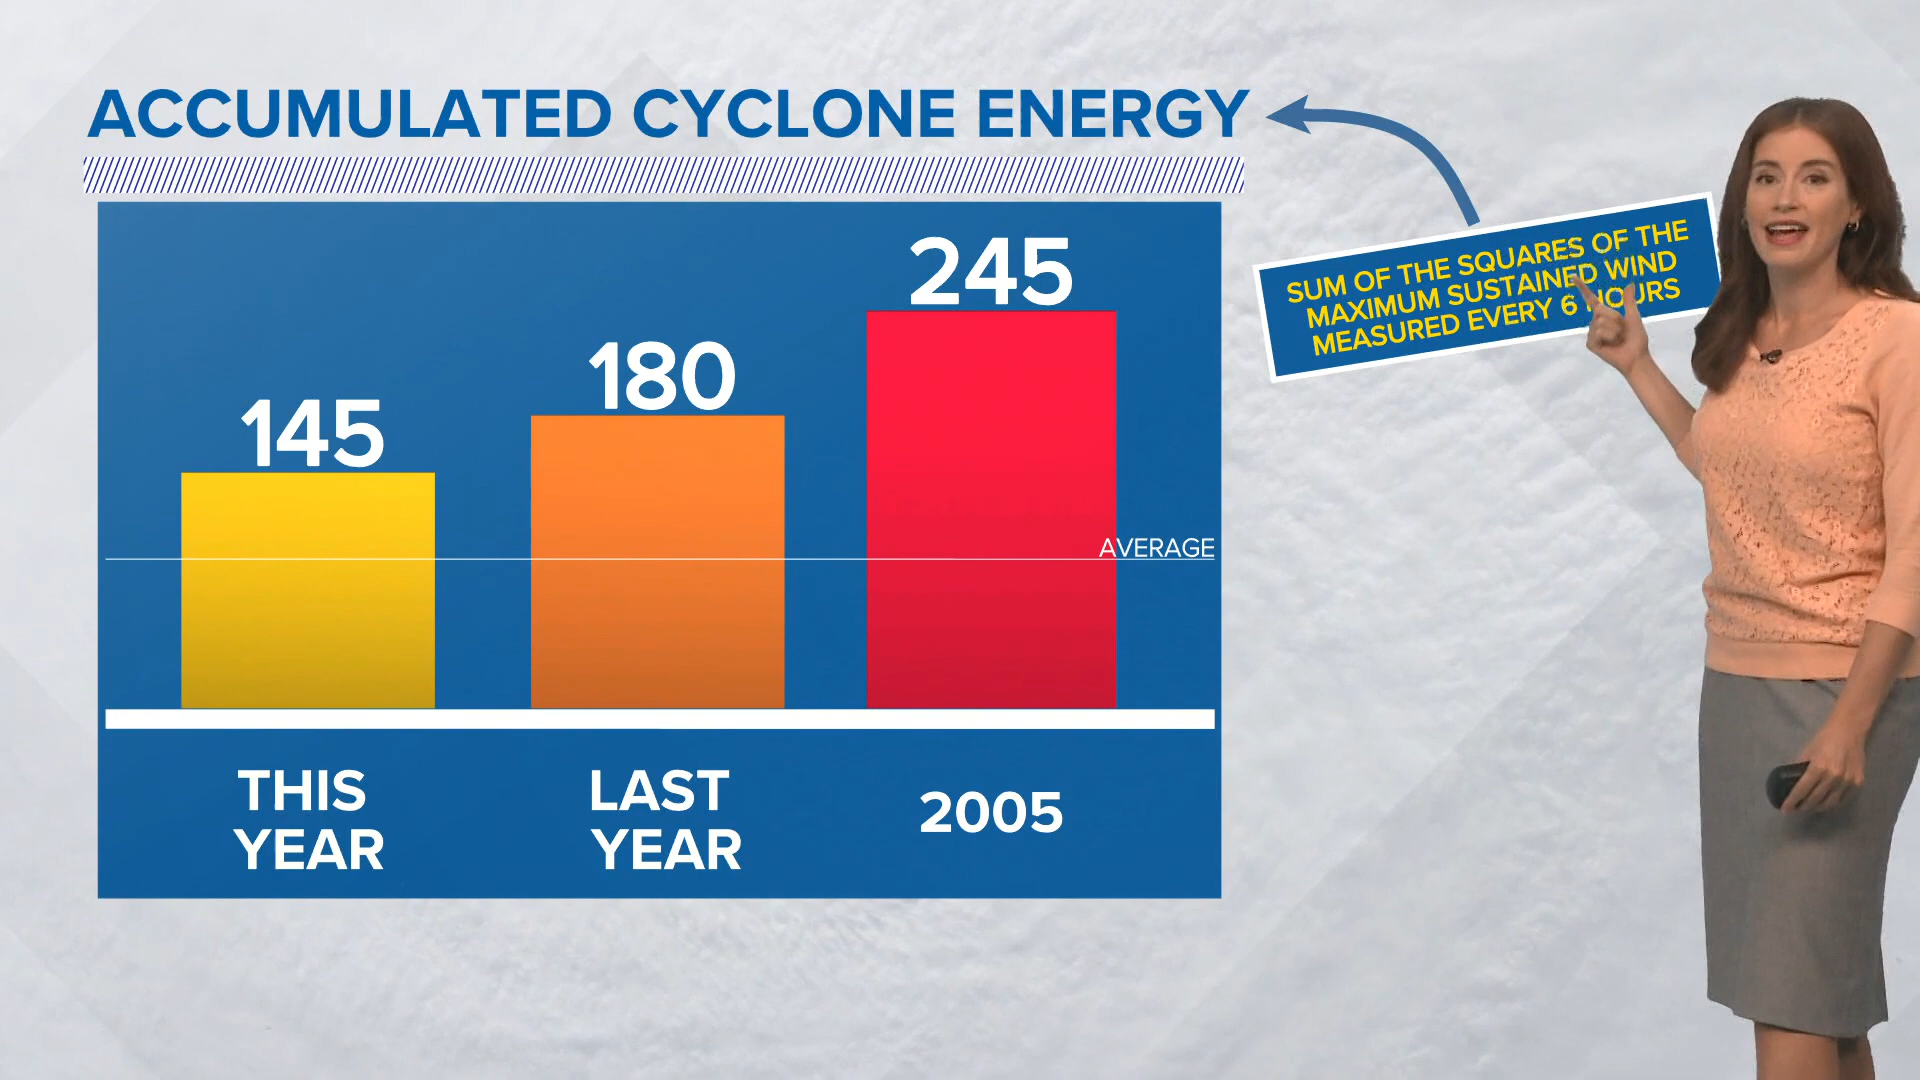 ACCUMULATED CYCLONE ENERGY
SUM OF THE SQUARES OF THE
MAXIMUM SUSTAINED WIND
MEASURED EVERY 6 HOURS
245
180
145
AVERAGE
THIS
YEAR
LAST
YEAR
2005